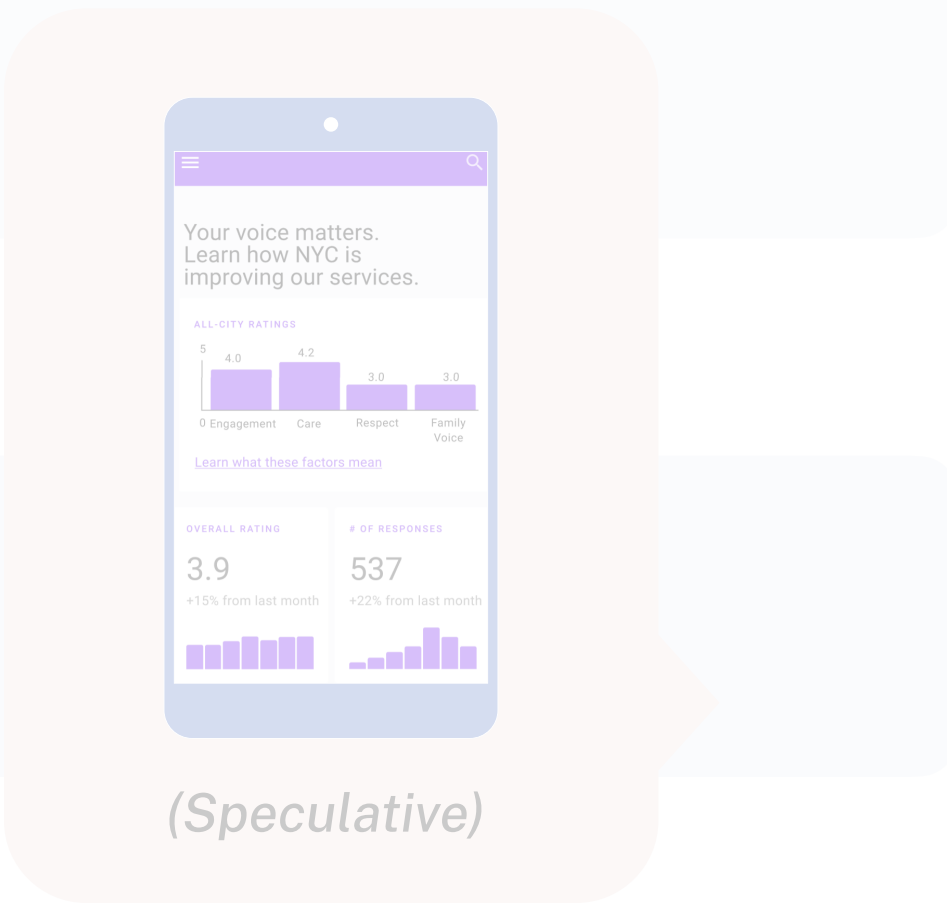 Your voice matters.
Learn how NYC is
improving our services.
ALL-CITY RATINGS
5
4.0
4.2
3.0
3.0
0
Engagement
Care
Respect
Family
Voice
Learn what these factors mean
OVERALL RATING
3.9
+15% from last month
# OF RESPONSES
537
+22% from last month
(Speculative)